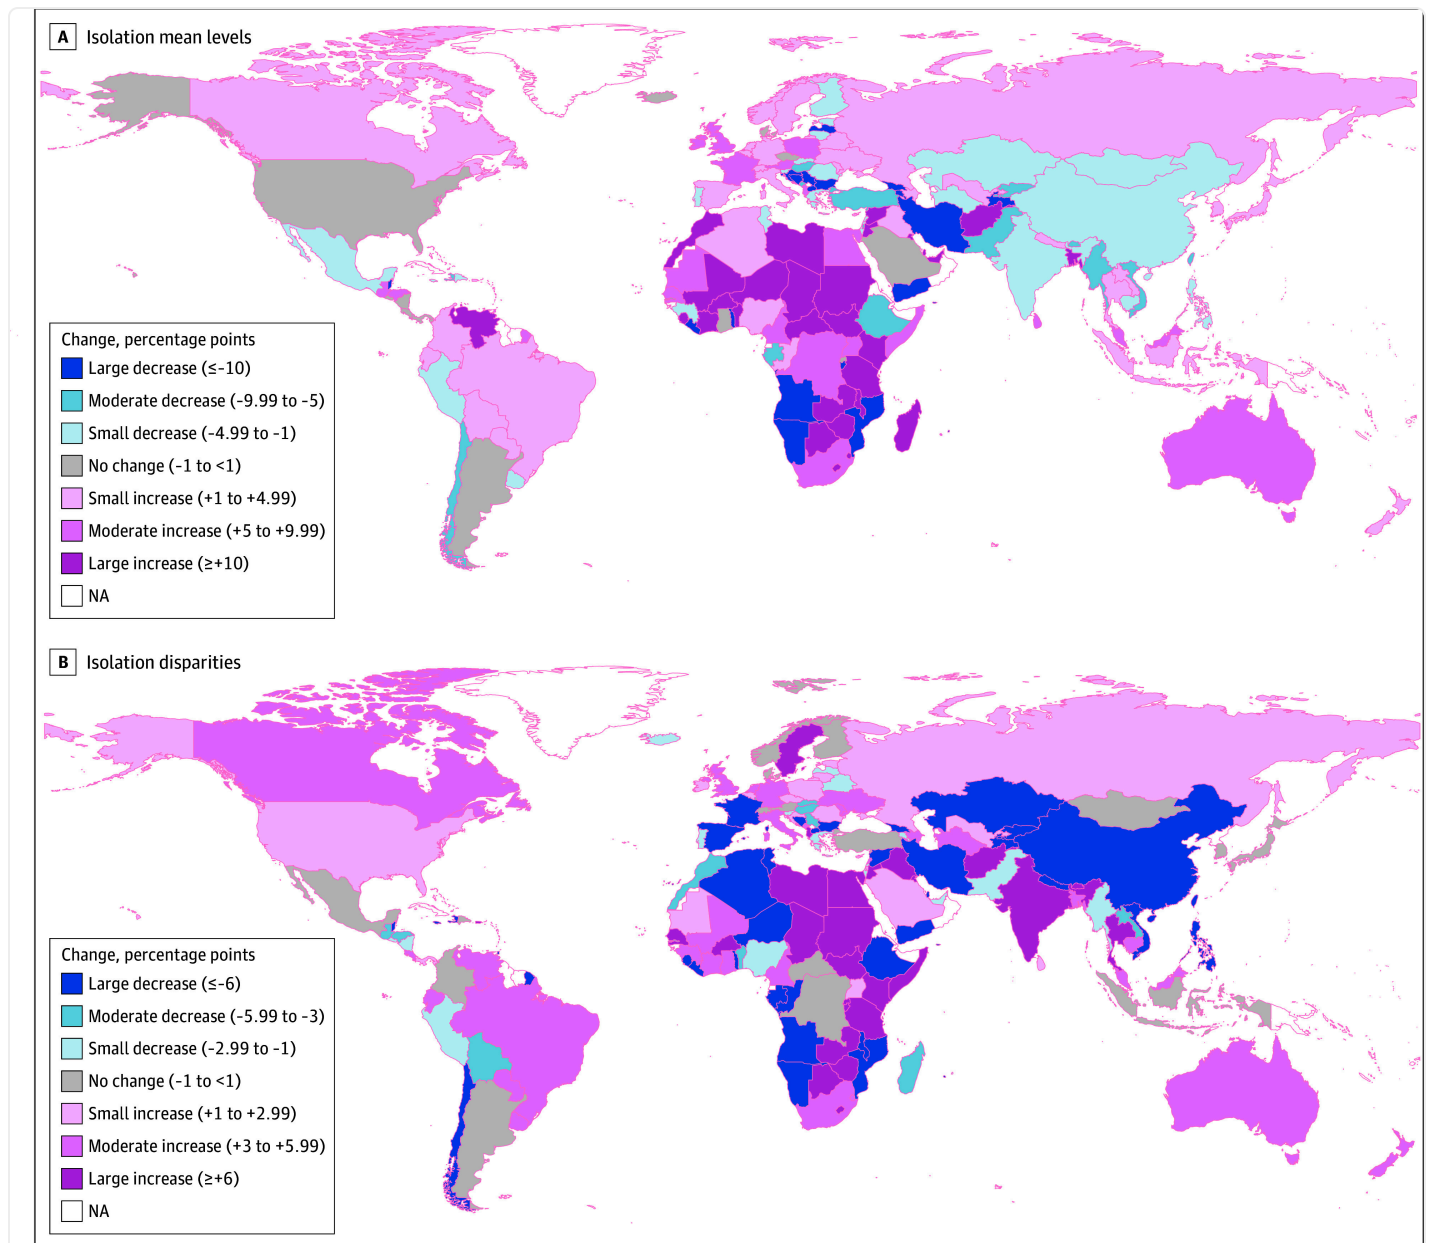 A Isolation mean levels
Change, percentage points
Large decrease (≤-10)
Moderate decrease (-9.99 to -5)
Small decrease (-4.99 to -1)
No change (-1 to <1)
Small increase (+1 to +4.99)
Moderate increase (+5 to +9.99)
Large increase (≥+10)
NA
B Isolation disparities
Change, percentage points
Large decrease (≤-6)
Moderate decrease (-5.99 to -3)
Small decrease (-2.99 to -1)
No change (-1 to <1)
Small increase (+1 to +2.99)
Moderate increase (+3 to +5.99)
Large increase (≥+6)
NA